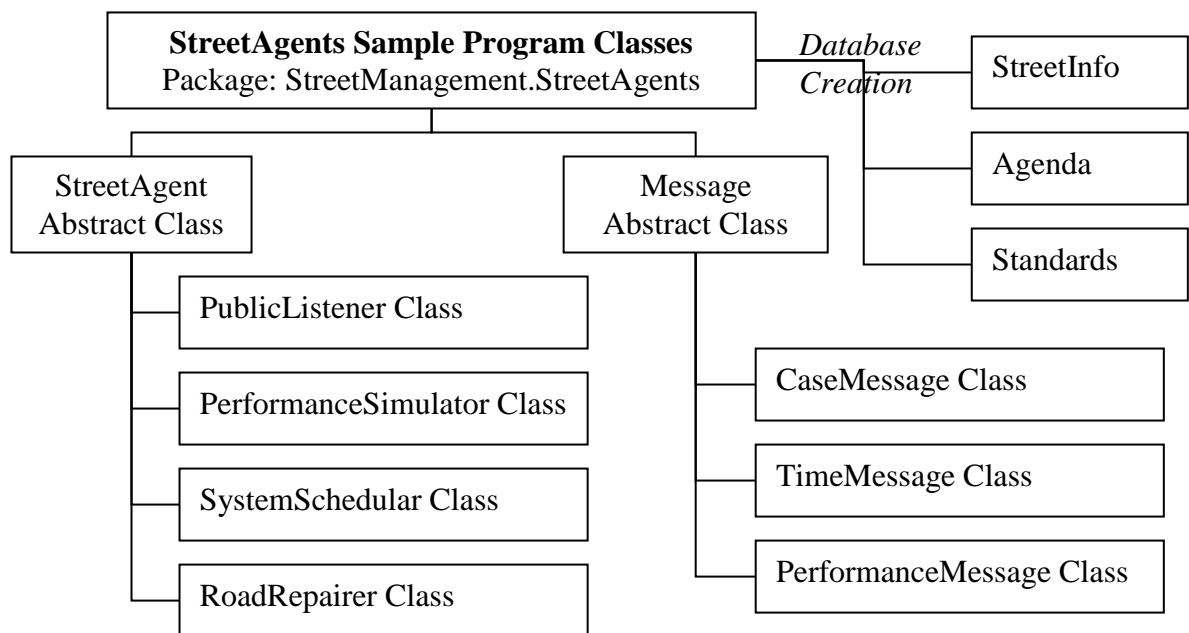 StreetAgents Sample Program Classes
Package: StreetManagement.StreetAgents
Database
Creation
StreetInfo
Agenda
Standards
StreetAgent
Abstract Class
Message
Abstract Class
PublicListener Class
PerformanceSimulator Class
SystemSchedular Class
RoadRepairer Class
CaseMessage Class
TimeMessage Class
PerformanceMessage Class